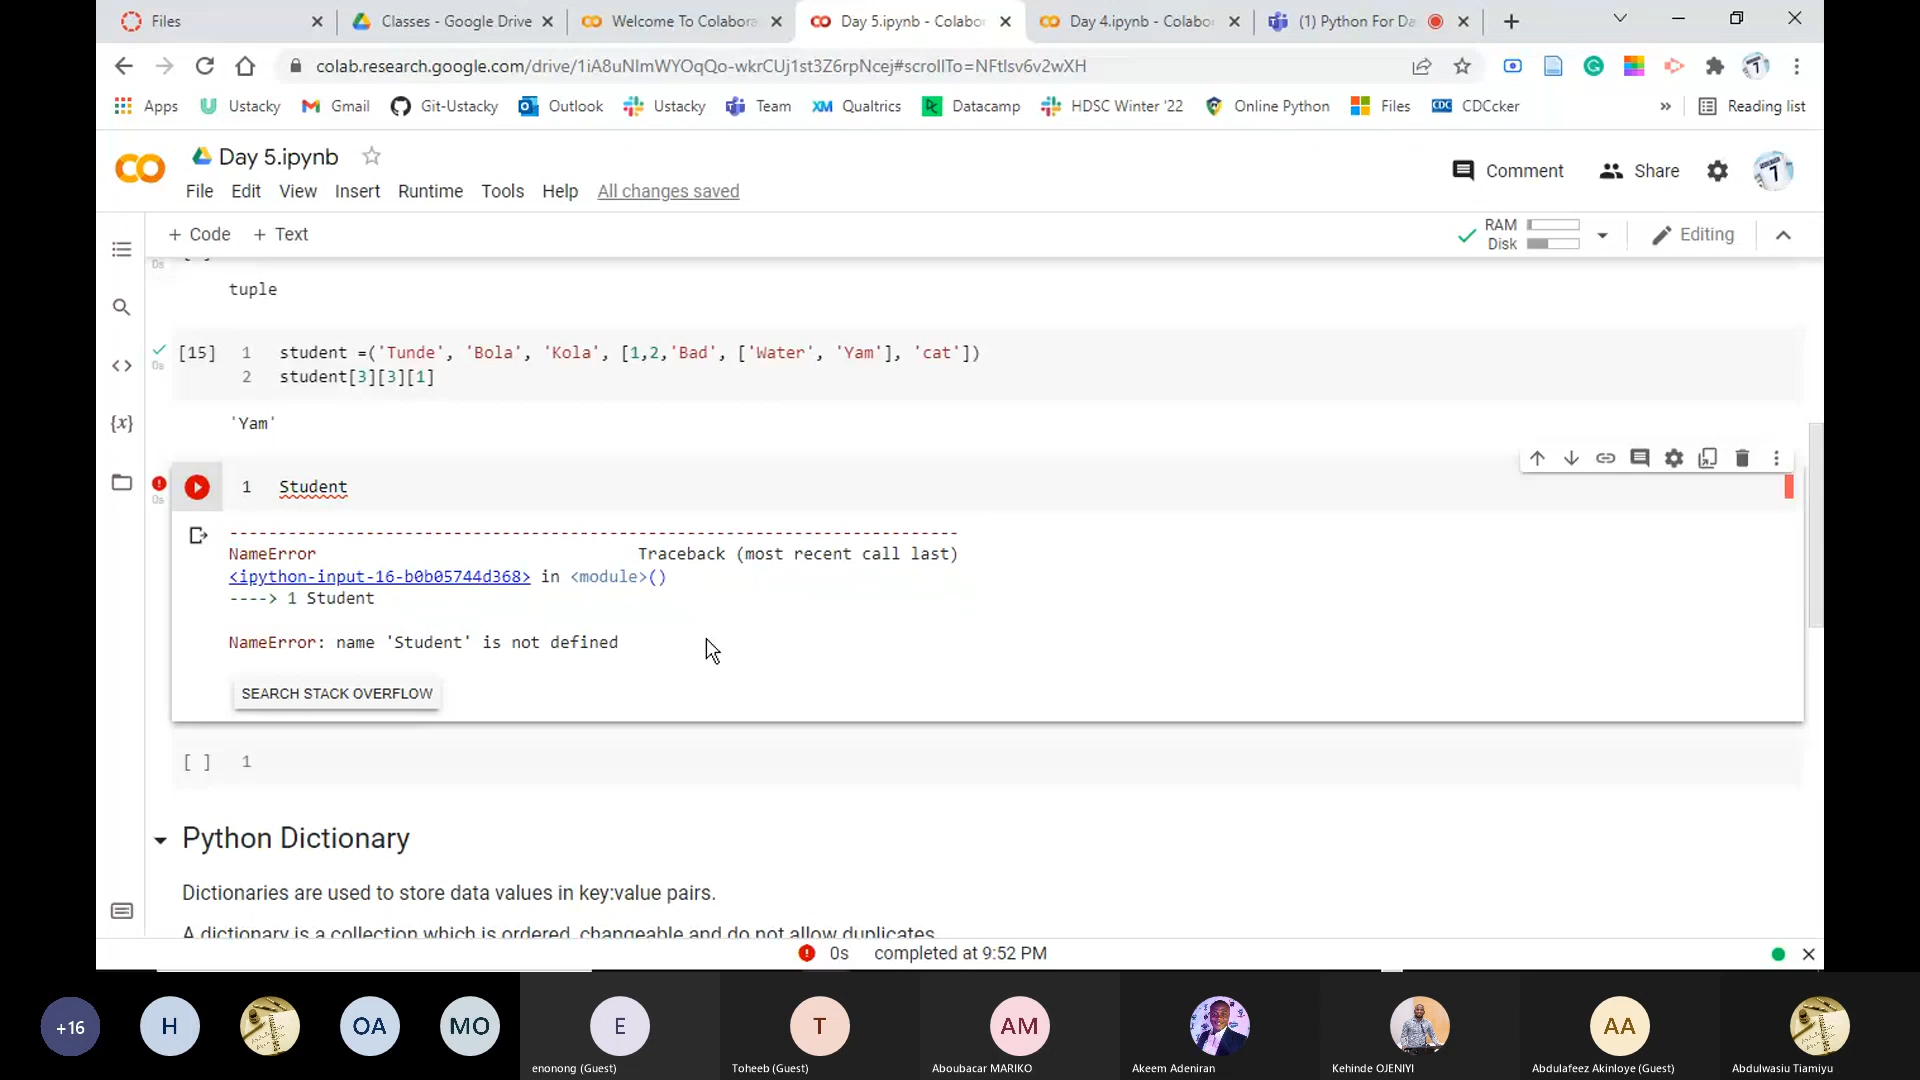 Files
Classes - Google Drive
Welcome To Colabora
Day 5.ipynb - Colabo
Day 4.ipynb - Colabo
(1) Python For Da
colab.research.google.com/drive/1iA8uNImWYOqQo-wkrCUj1st3Z6rpNcej#scrollTo=NFtlsv6v2wXH
Apps
Ustacky
Gmail
Git-Ustacky
Outlook
Ustacky
Team
XM Qualtrics
Datacamp
HDSC Winter '22
Online Python
Files
CDC CDCcker
»
Reading list
CO
Day 5.ipynb
File Edit View Insert Runtime Tools Help All changes saved
Comment
Share
+ Code + Text
RAM
Disk
Editing
0s
tuple
[15] 1 student =('Tunde', 'Bola', 'Kola', [1,2,'Bad', ['Water', 'Yam'], 'cat'])
0s
2 student[3][3][1]
'Yam'
{x}
1 Student
0s
---------------------------------------------------------------------------
NameError Traceback (most recent call last)
<ipython-input-16-b0b05744d368> in <module>()
----> 1 Student
NameError: name 'Student' is not defined
SEARCH STACK OVERFLOW
[ ] 1
Python Dictionary
Dictionaries are used to store data values in key:value pairs.
A dictionary is a collection which is ordered, changeable and do not allow duplicates
0s completed at 9:52 PM
+16
H
OA
MO
E
T
AM
AA
enonong (Guest)
Toheeb (Guest)
Aboubacar MARIKO
Akeem Adeniran
Kehinde OJENIYI
Abdulafeez Akinloye (Guest)
Abdulwasiu Tiamiyu